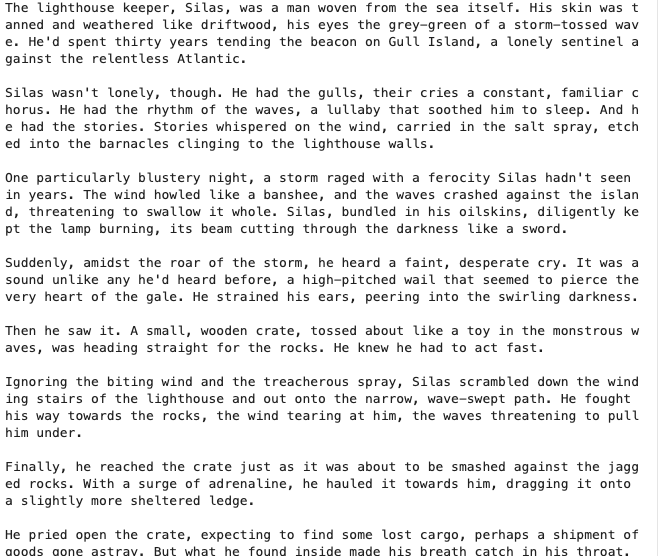 The lighthouse keeper, Silas, was a man woven from the sea itself. His skin was t
anned and weathered like driftwood, his eyes the grey-green of a storm-tossed wav
e. He'd spent thirty years tending the beacon on Gull Island, a lonely sentinel a
gainst the relentless Atlantic.

Silas wasn't lonely, though. He had the gulls, their cries a constant, familiar c
horus. He had the rhythm of the waves, a lullaby that soothed him to sleep. And h
e had the stories. Stories whispered on the wind, carried in the salt spray, etch
ed into the barnacles clinging to the lighthouse walls.

One particularly blustery night, a storm raged with a ferocity Silas hadn't seen
in years. The wind howled like a banshee, and the waves crashed against the islan
d, threatening to swallow it whole. Silas, bundled in his oilskins, diligently ke
pt the lamp burning, its beam cutting through the darkness like a sword.

Suddenly, amidst the roar of the storm, he heard a faint, desperate cry. It was a
sound unlike any he'd heard before, a high-pitched wail that seemed to pierce the
very heart of the gale. He strained his ears, peering into the swirling darkness.

Then he saw it. A small, wooden crate, tossed about like a toy in the monstrous w
aves, was heading straight for the rocks. He knew he had to act fast.

Ignoring the biting wind and the treacherous spray, Silas scrambled down the wind
ing stairs of the lighthouse and out onto the narrow, wave-swept path. He fought
his way towards the rocks, the wind tearing at him, the waves threatening to pull
him under.

Finally, he reached the crate just as it was about to be smashed against the jagg
ed rocks. With a surge of adrenaline, he hauled it towards him, dragging it onto
a slightly more sheltered ledge.

He pried open the crate, expecting to find some lost cargo, perhaps a shipment of
goods gone astray. But what he found inside made his breath catch in his throat.